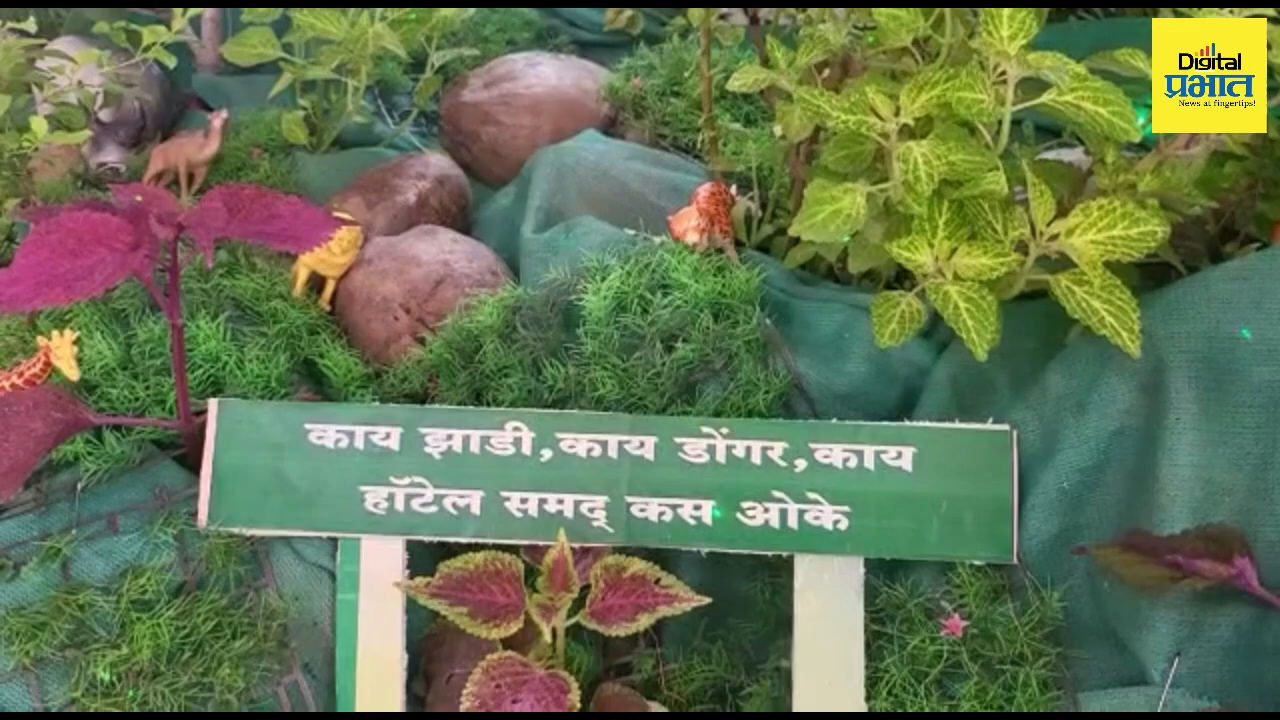 Digital
प्रभात
News at fingertips!
काय झाडी,काय डोंगर,काय
हॉटेल समद् कस ओके